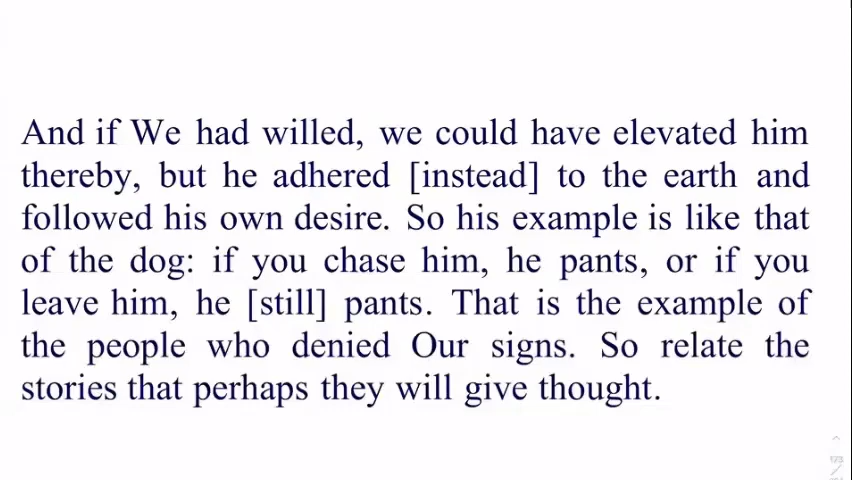 And if We had willed, we could have elevated him
thereby, but he adhered [instead] to the earth and
followed his own desire. So his example is like that
of the dog: if you chase him, he pants, or if you
leave him, he [still] pants. That is the example of
the people who denied Our signs. So relate the
stories that perhaps they will give thought.